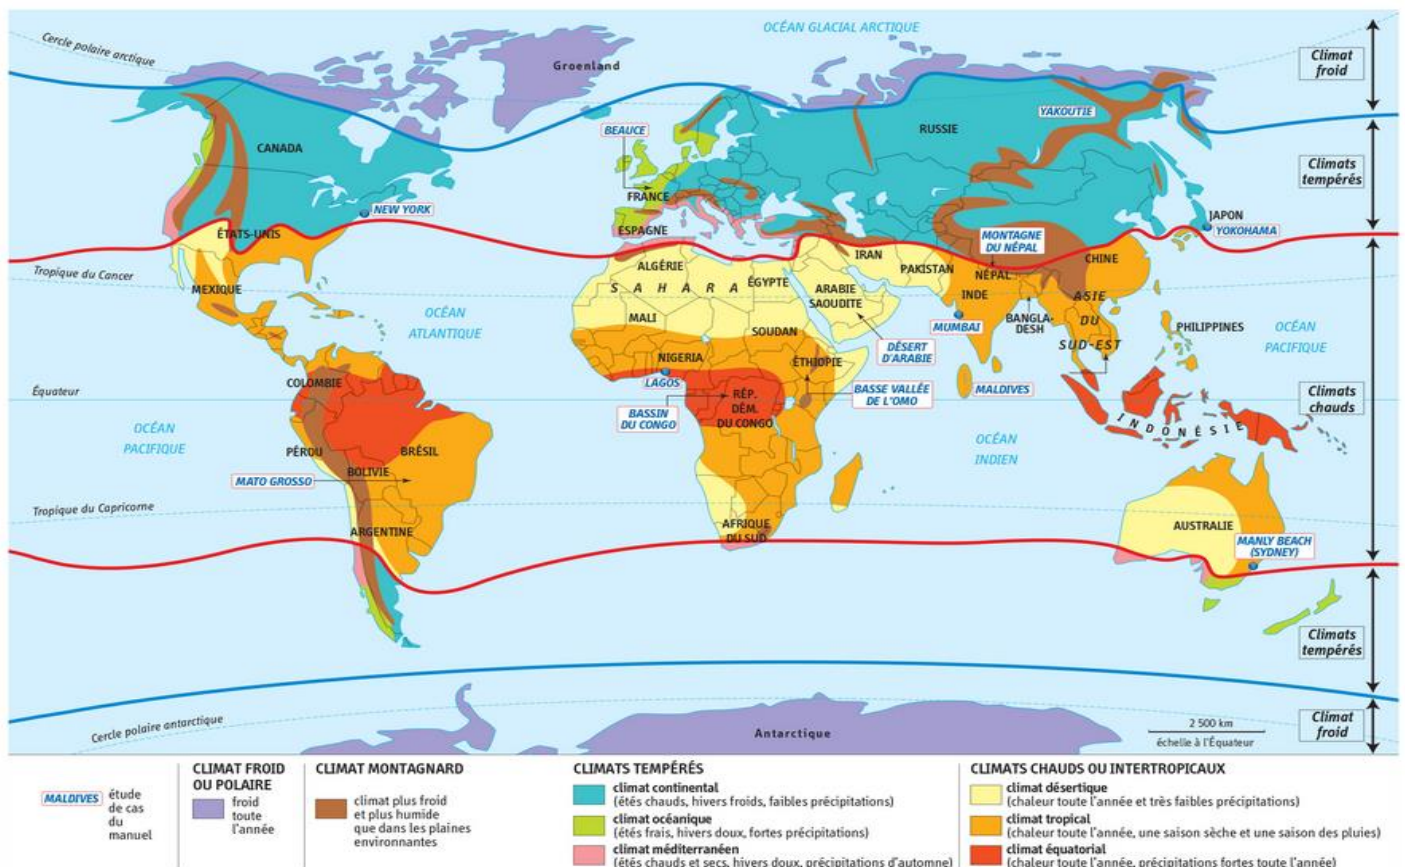 OCÉAN GLACIAL ARCTIQUE
Cercle polaire arctique
Groenland
Climat
froid
YAKOUTIE
BEAUCE
RUSSIE
CANADA
Climats
tempérés
FRANCE
NEW YORK
JAPON
YOKOHAMA
ÉTATS-UNIS
ESPAGNE
MONTAGNE
DU NÉPAL
IRAN
CHINE
ALGÉRIE
PAKISTAN
NÉPAL
Tropique du Cancer
SAHARA
ÉGYPTE
MEXIQUE
ARABIE
SAOUDITE
INDE
ASIE
DU
SUD-EST
OCÉAN
ATLANTIQUE
MALI
SOUDAN
MUMBAI
BANGLA-
DESH
PHILIPPINES
OCÉAN
PACIFIQUE
DÉSERT
D'ARABIE
NIGERIA
ÉTHIOPIE
COLOMBIE
LAGOS
BASSE VALLÉE
DE L'OMO
MALDIVES
Équateur
RÉP.
DÉM.
DU CONGO
Climats
chauds
BASSIN
DU CONGO
INDONÉSIE
OCÉAN
PACIFIQUE
OCÉAN
INDIEN
PÉROU
BRÉSIL
BOLIVIE
MATO GROSSO
Tropique du Capricorne
ARGENTINE
AFRIQUE
DU SUD
AUSTRALIE
MANLY BEACH
(SYDNEY)
Climats
tempérés
Cercle polaire antarctique
Antarctique
2 500 km
échelle à l'Équateur
Climat
froid
MALDIVES
étude
de cas
du
manuel
CLIMAT FROID
OU POLAIRE
froid
toute
l'année
CLIMAT MONTAGNARD
climat plus froid
et plus humide
que dans les plaines
environnantes
CLIMATS TEMPÉRÉS
climat continental
(étés chauds, hivers froids, faibles précipitations)
climat océanique
(étés frais, hivers doux, fortes précipitations)
climat méditerranéen
(étés chauds et secs, hivers doux, précipitations d'automne)
CLIMATS CHAUDS OU INTERTROPICAUX
climat désertique
(chaleur toute l'année et très faibles précipitations)
climat tropical
(chaleur toute l'année, une saison sèche et une saison des pluies)
climat équatorial
(chaleur toute l'année, précipitations fortes toute l'année)